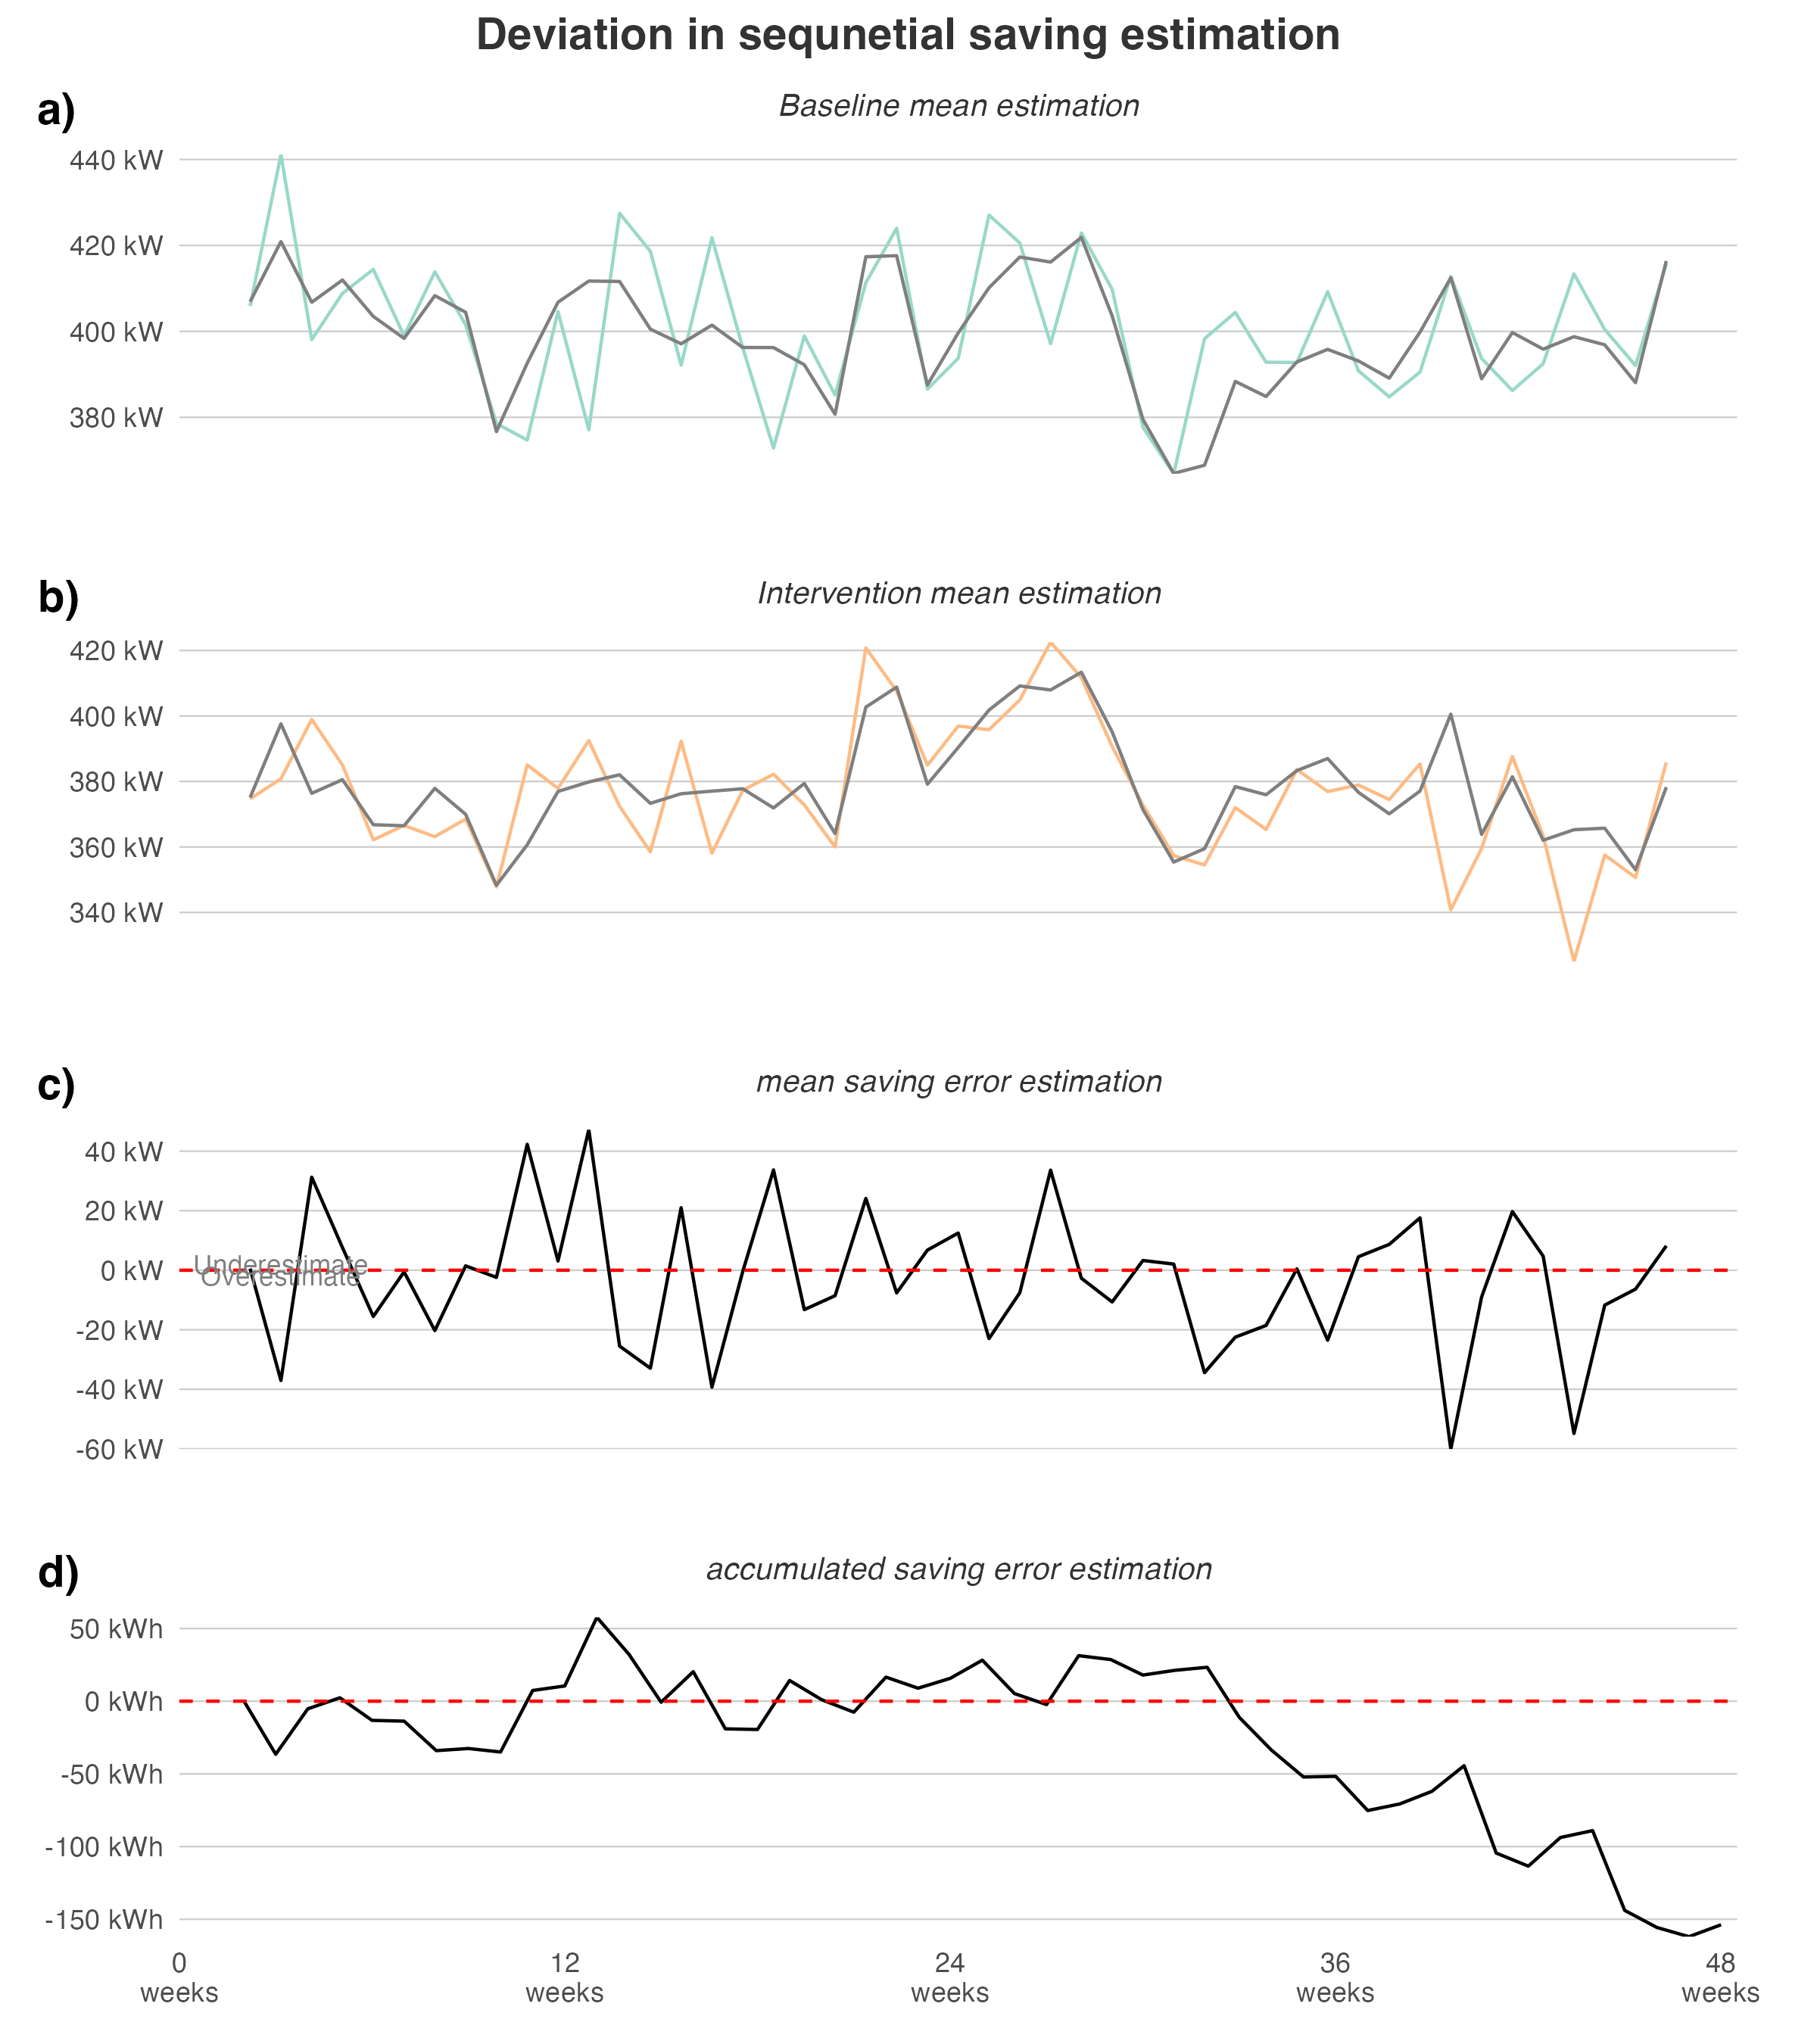 Deviation in sequnetial saving estimation
a)
Baseline mean estimation
440 kW
420 kW
400 kW
380 kW
b)
Intervention mean estimation
420 kW
400 kW
380 kW
360 kW
340 kW
c)
mean saving error estimation
40 kW
20 kW
Underestimate
0 kW
Overestimate
-20 kW
-40 kW
-60 kW
d)
accumulated saving error estimation
50 kWh
0 kWh
-50 kWh
-100 kWh
-150 kWh
0 12 24 36 48
weeks weeks weeks weeks weeks